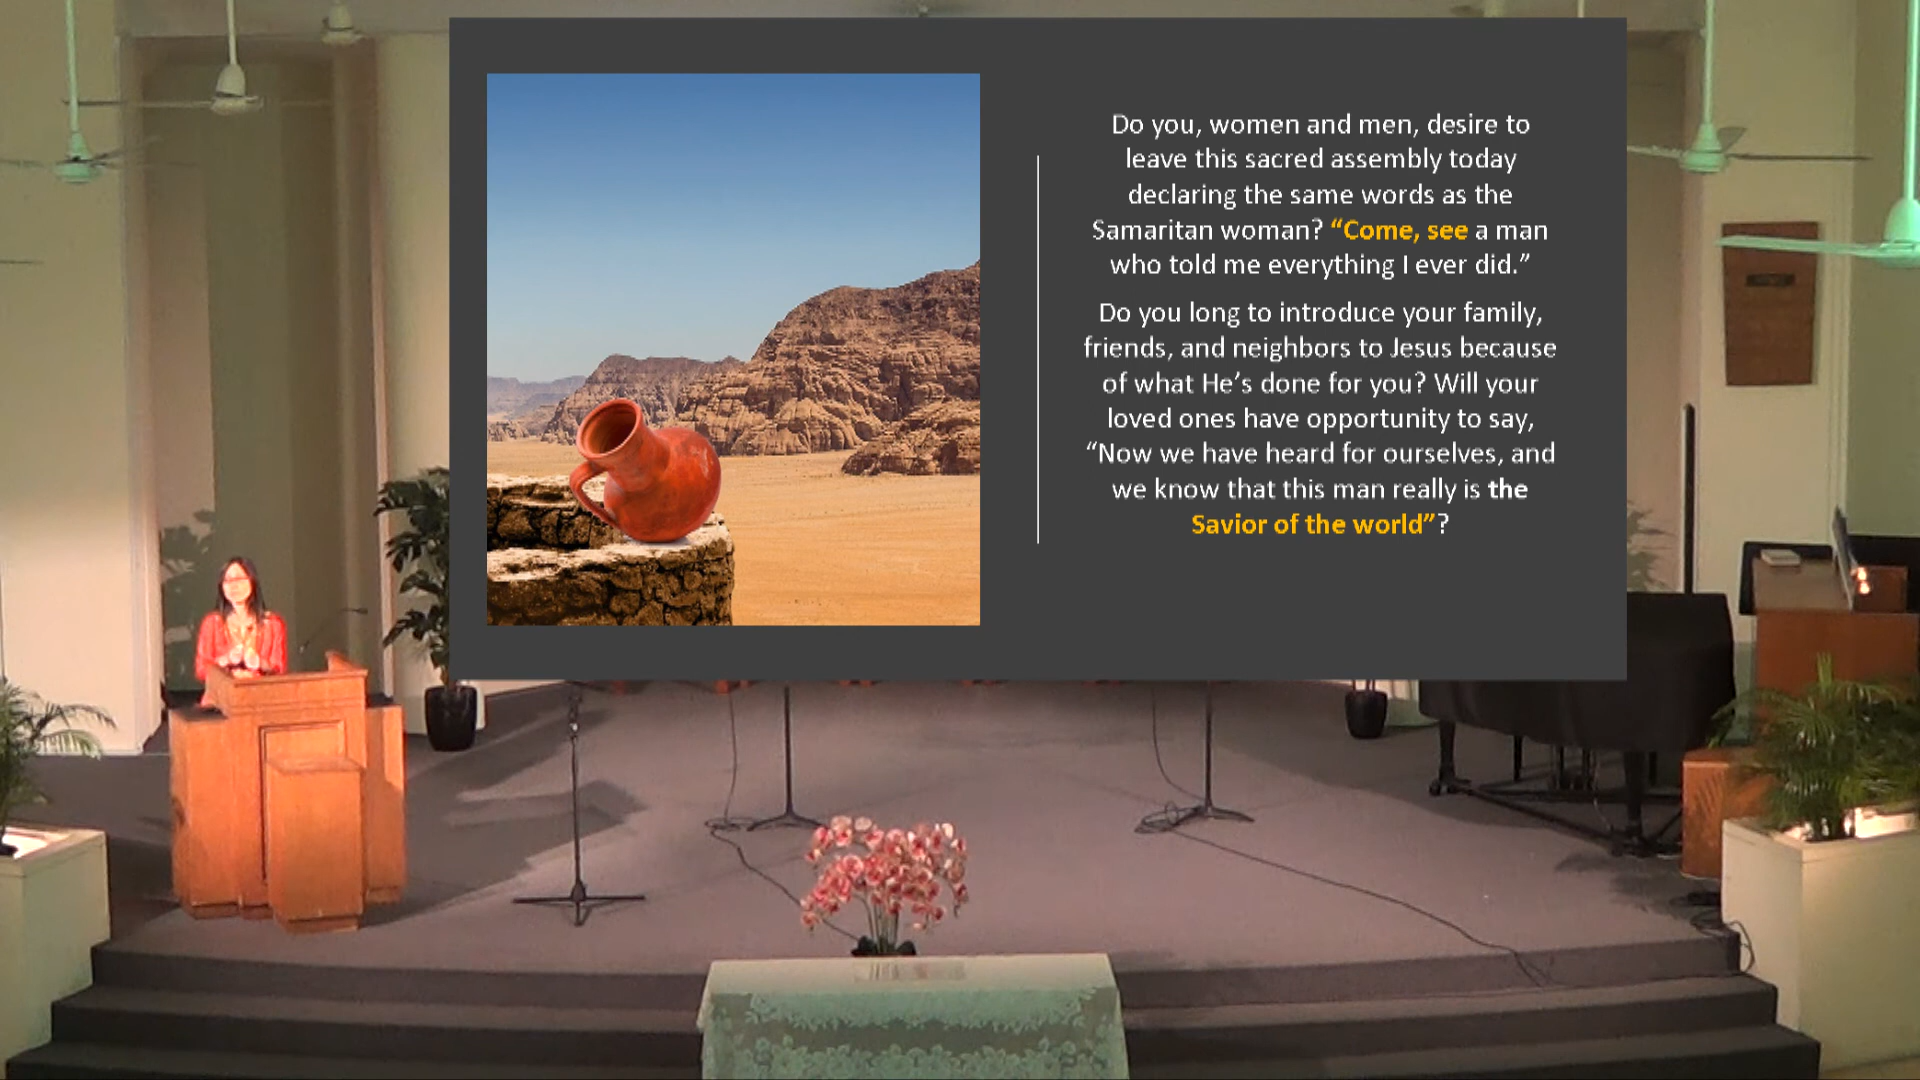 Do you, women and men, desire to
leave this sacred assembly today
declaring the same words as the
Samaritan woman? “Come, see a man
who told me everything I ever did.”
Do you long to introduce your family,
friends, and neighbors to Jesus because
of what He’s done for you? Will your
loved ones have opportunity to say,
“Now we have heard for ourselves, and
we know that this man really is the
Savior of the world”?